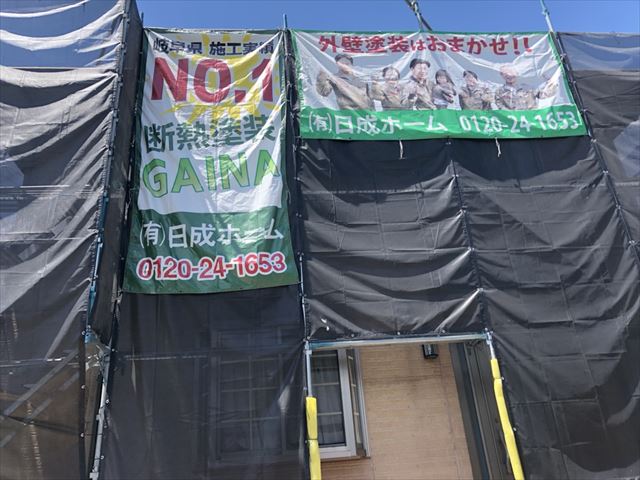 岐阜県 施工実績
NO.1
断熱塗装
GAINA
(有)日成ホーム
0120-24-1653
外壁塗装はおまかせ!!
(有)日成ホーム 0120-24-1653